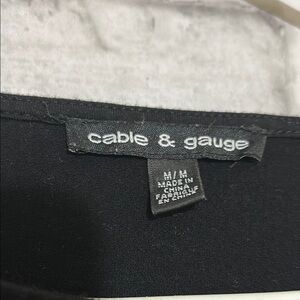 cable & gauge
M/M
MADE IN
CHINA
FABRIQUÉ
EN CHINE